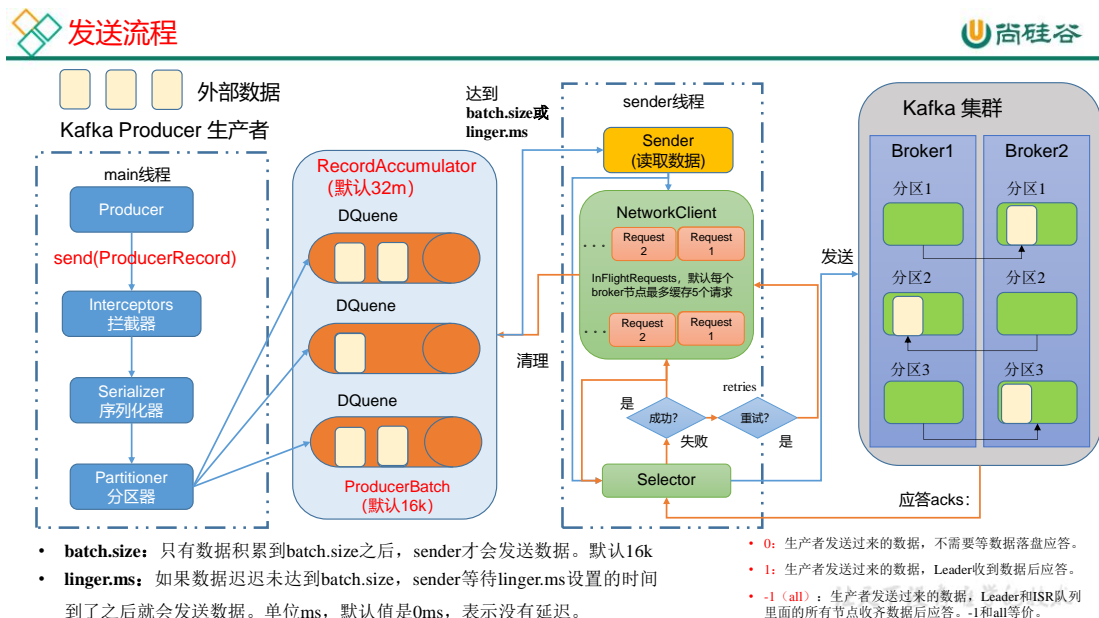 发送流程
尚硅谷
外部数据
Kafka Producer 生产者
main线程
Producer
send(ProducerRecord)
Interceptors
拦截器
Serializer
序列化器
Partitioner
分区器
RecordAccumulator
(默认32m)
DQuene
DQuene
DQuene
ProducerBatch
(默认16k)
达到
batch.size或
linger.ms
清理
sender线程
Sender
(读取数据)
NetworkClient
... Request 2 Request 1
InFlightRequests，默认每个
broker节点最多缓存5个请求
... Request 2 Request 1
retries
是 成功? 重试?
失败 是
Selector
发送
Kafka 集群
Broker1 Broker2
分区1 分区1
分区2 分区2
分区3 分区3
应答acks：
• batch.size：只有数据积累到batch.size之后，sender才会发送数据。默认16k
• linger.ms：如果数据迟迟未达到batch.size，sender等待linger.ms设置的时间
到了之后就会发送数据。单位ms，默认值是0ms，表示没有延迟。
• 0：生产者发送过来的数据，不需要等数据落盘应答。
• 1：生产者发送过来的数据，Leader收到数据后应答。
• -1（all）：生产者发送过来的数据，Leader和ISR队列
里面的所有节点收齐数据后应答。-1和all等价。